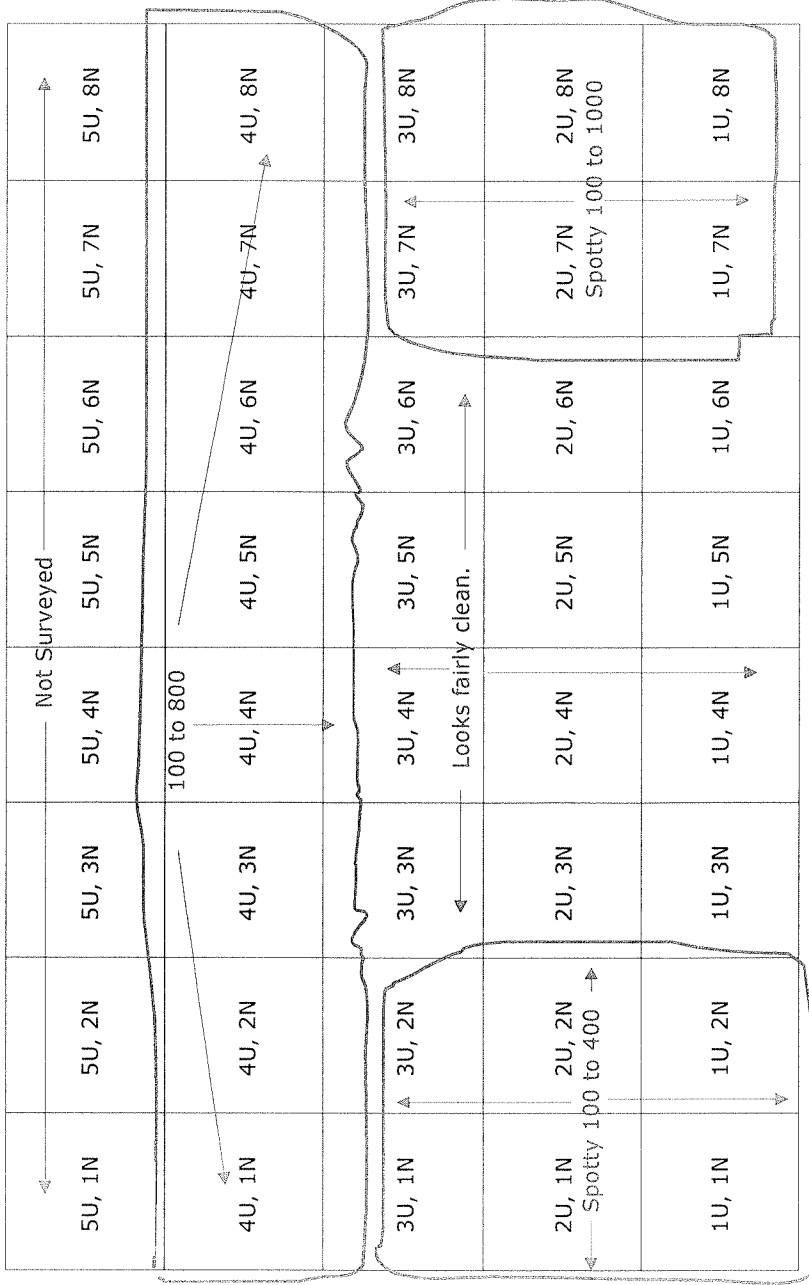 Not Surveyed
5U, 1N 5U, 2N 5U, 3N 5U, 4N 5U, 5N 5U, 6N 5U, 7N 5U, 8N
100 to 800
4U, 1N 4U, 2N 4U, 3N 4U, 4N 4U, 5N 4U, 6N 4U, 7N 4U, 8N
3U, 1N 3U, 2N 3U, 3N 3U, 4N 3U, 5N 3U, 6N 3U, 7N 3U, 8N
Looks fairly clean.
2U, 1N 2U, 2N 2U, 3N 2U, 4N 2U, 5N 2U, 6N 2U, 7N 2U, 8N
Spotty 100 to 400
Spotty 100 to 1000
1U, 1N 1U, 2N 1U, 3N 1U, 4N 1U, 5N 1U, 6N 1U, 7N 1U, 8N